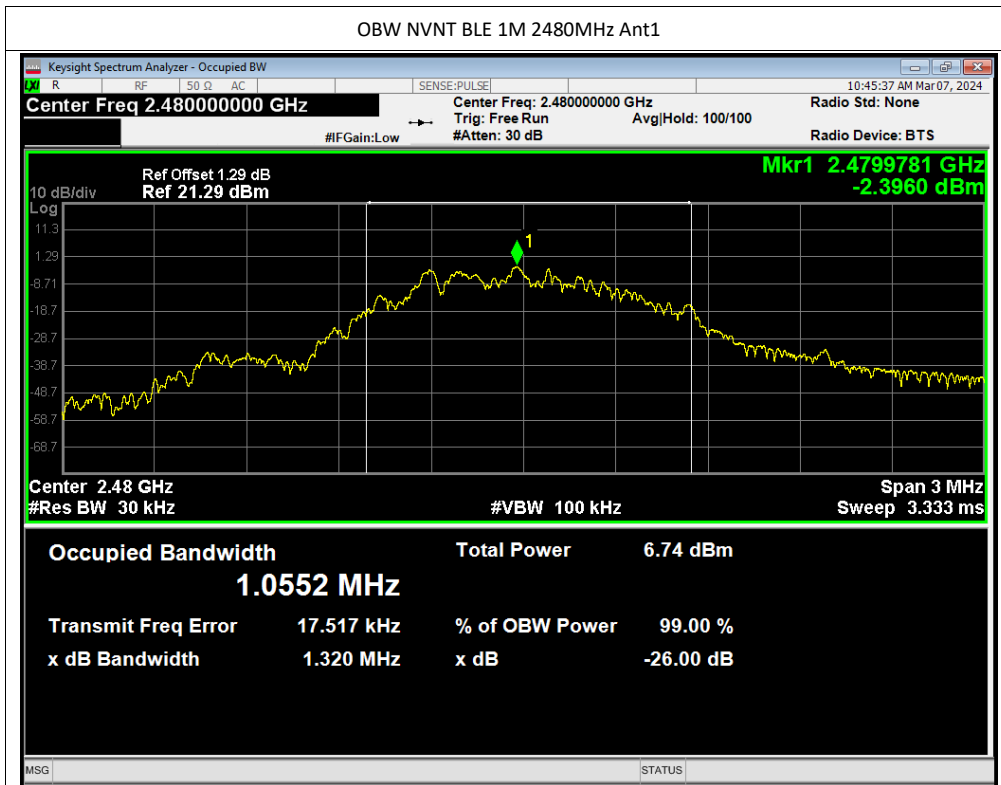 OBW NVNT BLE 1M 2480MHz Ant1
Keysight Spectrum Analyzer - Occupied BW
LXI R RF 50 Ω AC SENSE:PULSE 10:45:37 AM Mar 07, 2024
Center Freq 2.480000000 GHz Center Freq: 2.480000000 GHz Radio Std: None
Trig: Free Run Avg|Hold: 100/100
#IFGain:Low #Atten: 30 dB Radio Device: BTS
Mkr1 2.4799781 GHz
Ref Offset 1.29 dB
10 dB/div Ref 21.29 dBm -2.3960 dBm
Log
11.3
1
1.29
-8.71
-18.7
-28.7
-38.7
-48.7
-58.7
-68.7
Center 2.48 GHz Span 3 MHz
#Res BW 30 kHz #VBW 100 kHz Sweep 3.333 ms
Occupied Bandwidth Total Power 6.74 dBm
1.0552 MHz
Transmit Freq Error 17.517 kHz % of OBW Power 99.00 %
x dB Bandwidth 1.320 MHz x dB -26.00 dB
MSG STATUS